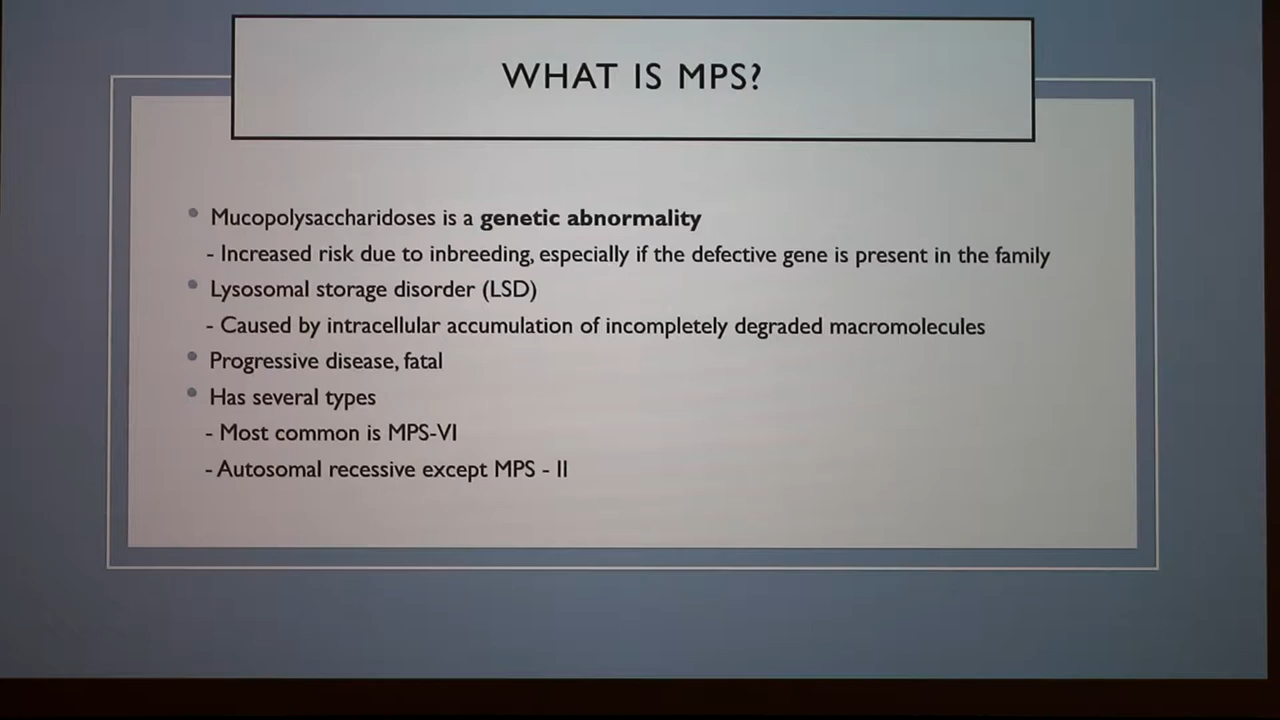 WHAT IS MPS?
• Mucopolysaccharidoses is a genetic abnormality
- Increased risk due to inbreeding, especially if the defective gene is present in the family
• Lysosomal storage disorder (LSD)
- Caused by intracellular accumulation of incompletely degraded macromolecules
• Progressive disease, fatal
• Has several types
- Most common is MPS-VI
- Autosomal recessive except MPS - II